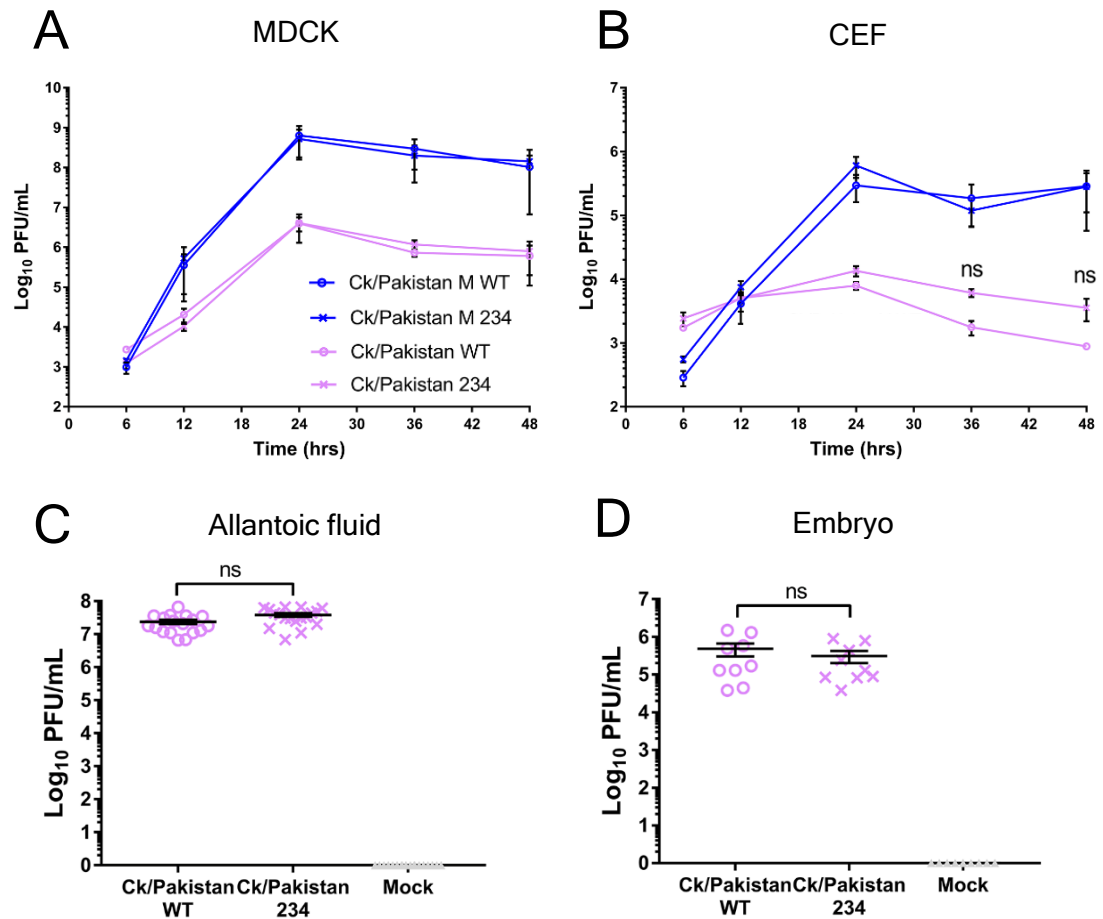 A
MDCK
Log10 PFU/mL
10
9
8
7
6
5
4
3
2
0 6 12 18 24 30 36 42 48
Time (hrs)
Ck/Pakistan M WT
Ck/Pakistan M 234
Ck/Pakistan WT
Ck/Pakistan 234
B
CEF
Log10 PFU/mL
7
6
5
4
3
2
ns
ns
0 6 12 18 24 30 36 42 48
Time (hrs)
C
Allantoic fluid
ns
Log10 PFU/mL
8
7
6
5
4
3
2
1
0
Ck/Pakistan Ck/Pakistan Mock
WT 234
D
Embryo
ns
Log10 PFU/mL
7
6
5
4
3
2
1
0
Ck/Pakistan Ck/Pakistan Mock
WT 234